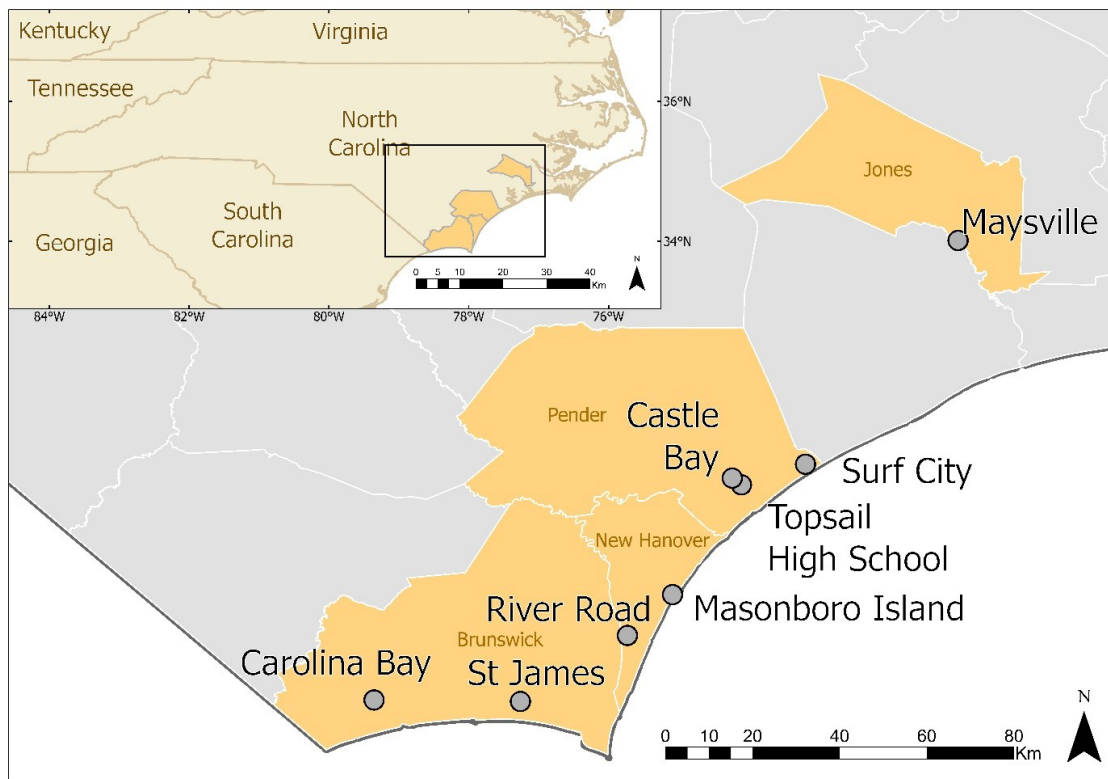 Kentucky
Virginia
Tennessee
North
Carolina
South
Carolina
Georgia
N
0 5 10 20 30 40
Km
36°N
34°N
84°W
82°W
80°W
78°W
76°W
Jones
Maysville
Pender
Castle
Bay
Surf City
Topsail
High School
New Hanover
Masonboro Island
River Road
Brunswick
Carolina Bay
St James
N
0 10 20 40 60 80
Km